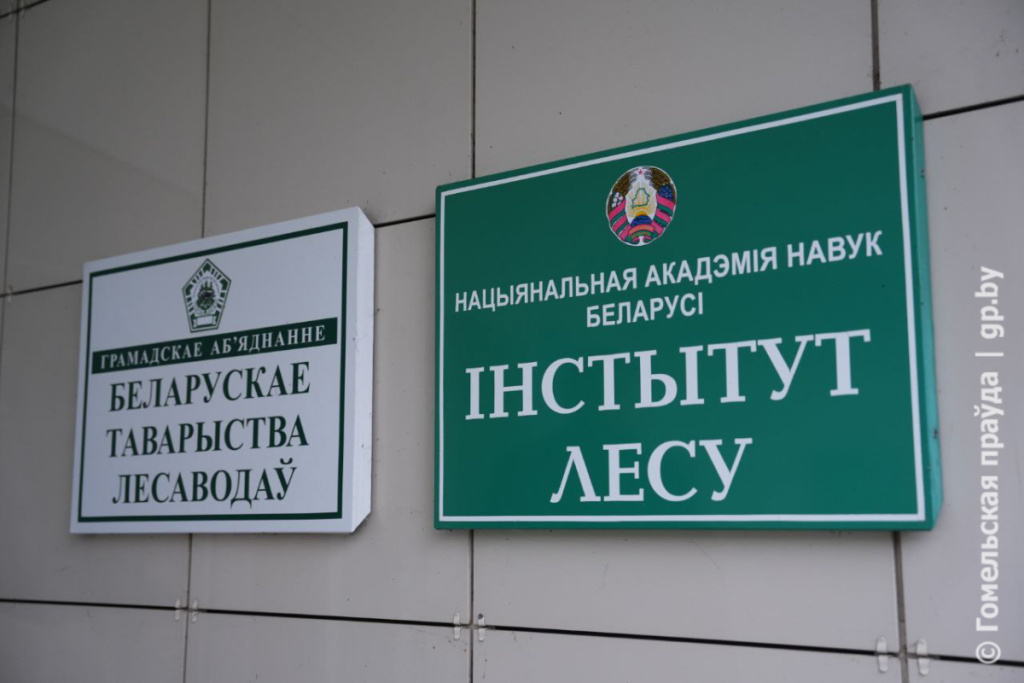 ГРАМАДСКАЕ АБ’ЯДНАННЕ
БЕЛАРУСКАЕ
ТАВАРЫСТВА
ЛЕСАВОДАЎ
НАЦЫЯНАЛЬНАЯ АКАДЭМІЯ НАВУК
БЕЛАРУСІ
ІНСТЫТУТ
ЛЕСУ
© Гомельская праўда | gp.by